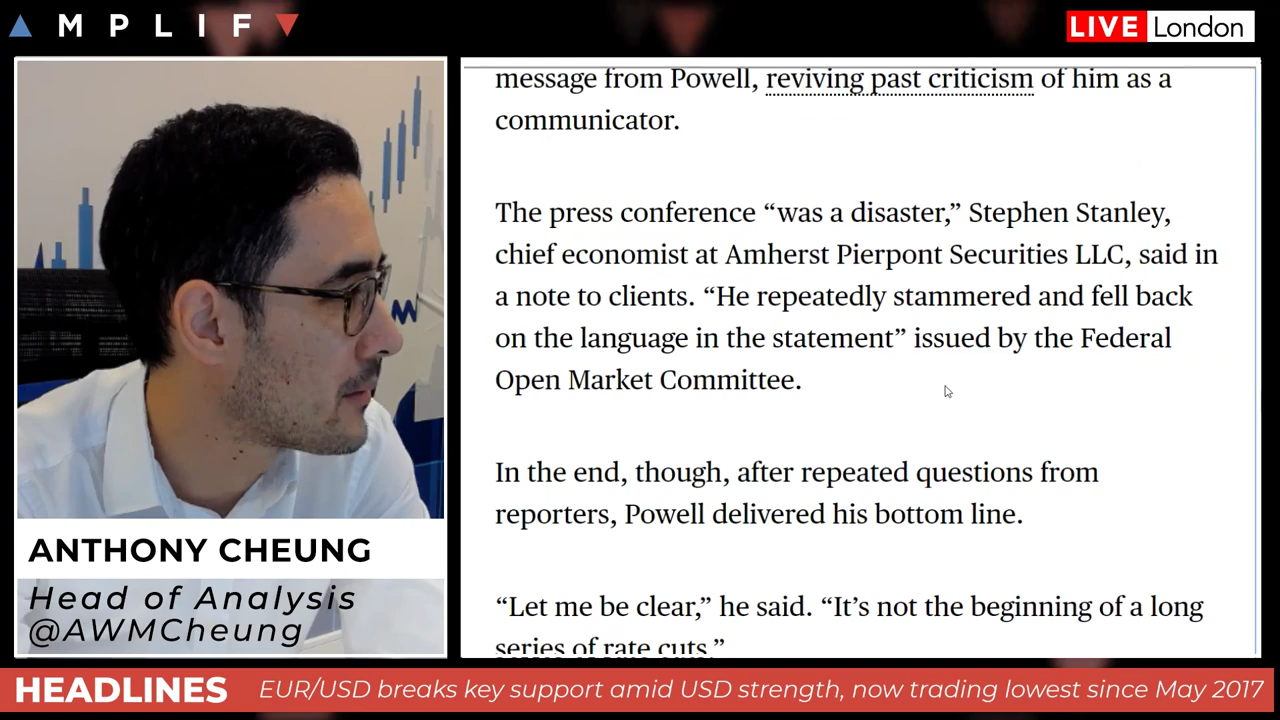 AMPLIFY
LIVE London
message from Powell, reviving past criticism of him as a
communicator.
The press conference “was a disaster,” Stephen Stanley,
chief economist at Amherst Pierpont Securities LLC, said in
a note to clients. “He repeatedly stammered and fell back
on the language in the statement” issued by the Federal
Open Market Committee.
In the end, though, after repeated questions from
reporters, Powell delivered his bottom line.
“Let me be clear,” he said. “It’s not the beginning of a long
series of rate cuts.”
ANTHONY CHEUNG
Head of Analysis
@AWMCheung
HEADLINES EUR/USD breaks key support amid USD strength, now trading lowest since May 2017